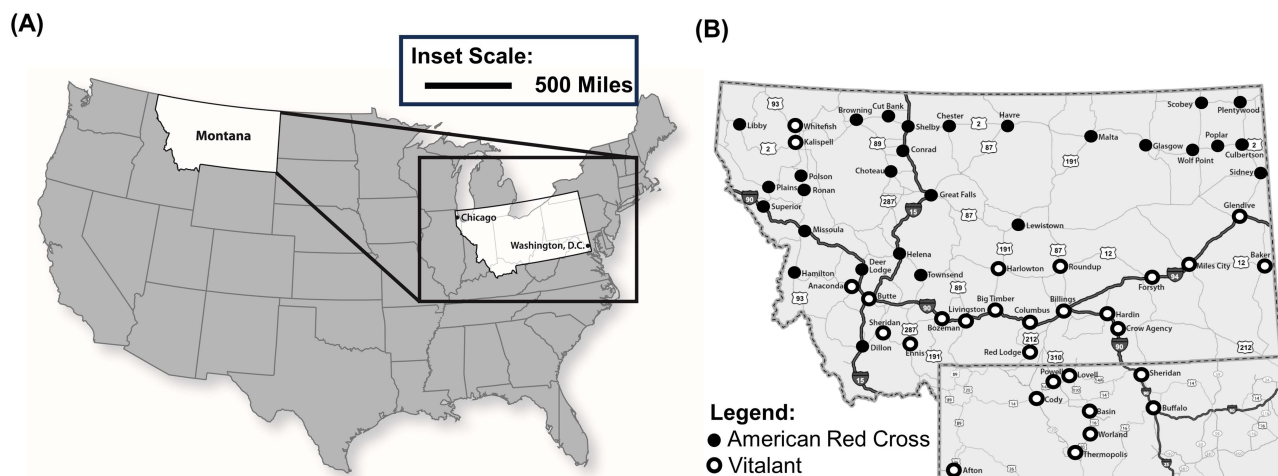 (A)
Inset Scale:
500 Miles
Montana
Chicago
Washington, D.C.
(B)
93
Libby
Whitefish
Kalispell
2
Browning
Cut Bank
Shelby
Chester
2
Havre
87
Conrad
89
Choteau
Malta
191
Scobey
Plentywood
Glasgow
Wolf Point
Poplar
Culbertson
2
Sidney
Polson
Plains
Ronan
90
Superior
287
15
Great Falls
87
Lewistown
Glendive
Missoula
Helena
191
87
12
Deer
Lodge
Hamilton
Anaconda
Townsend
89
Harlowton
Roundup
94
Miles City
12
Baker
Forsyth
93
Butte
90
Livingston
Big Timber
Columbus
Billings
Hardin
Crow Agency
Sheridan
287
Bozeman
Ennis
191
Dillon
212
Red Lodge
310
90
212
15
Powell
Lovell
Sheridan
Cody
Basin
Buffalo
Worland
Thermopolis
Afton
Legend:
American Red Cross
Vitalant